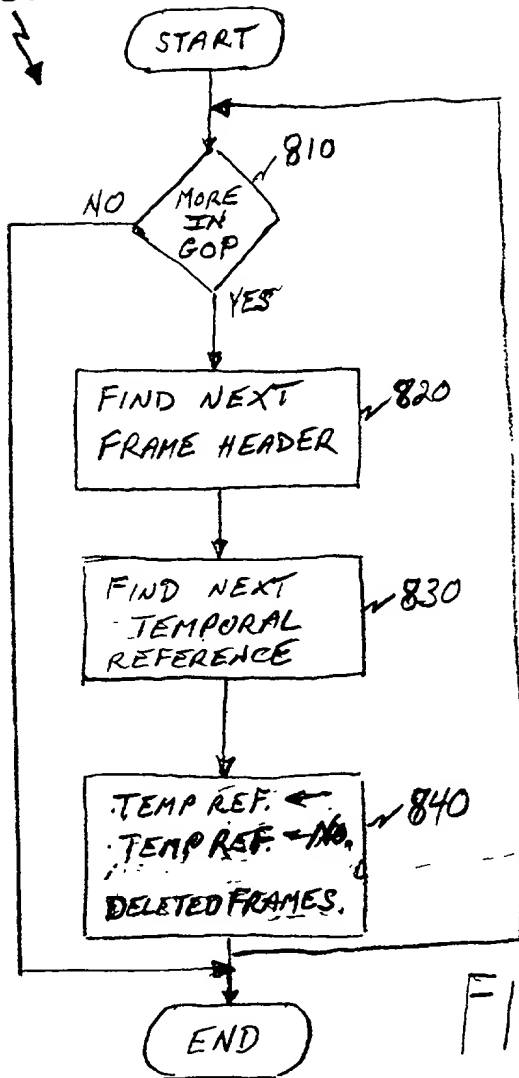 START
810
NO
MORE
IN
GOP
YES
FIND NEXT
FRAME HEADER
820
FIND NEXT
TEMPORAL
REFERENCE
830
TEMP REF. ←
TEMP REF. - No.
DELETED FRAMES.
840
END